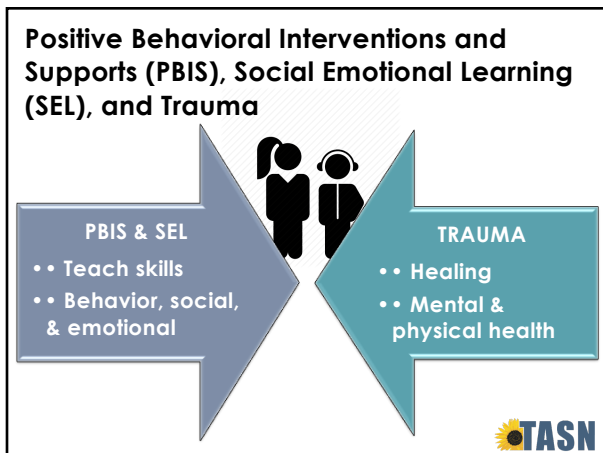 Positive Behavioral Interventions and
Supports (PBIS), Social Emotional Learning
(SEL), and Trauma
PBIS & SEL
•• Teach skills
•• Behavior, social,
& emotional
TRAUMA
•• Healing
•• Mental &
physical health
TASN